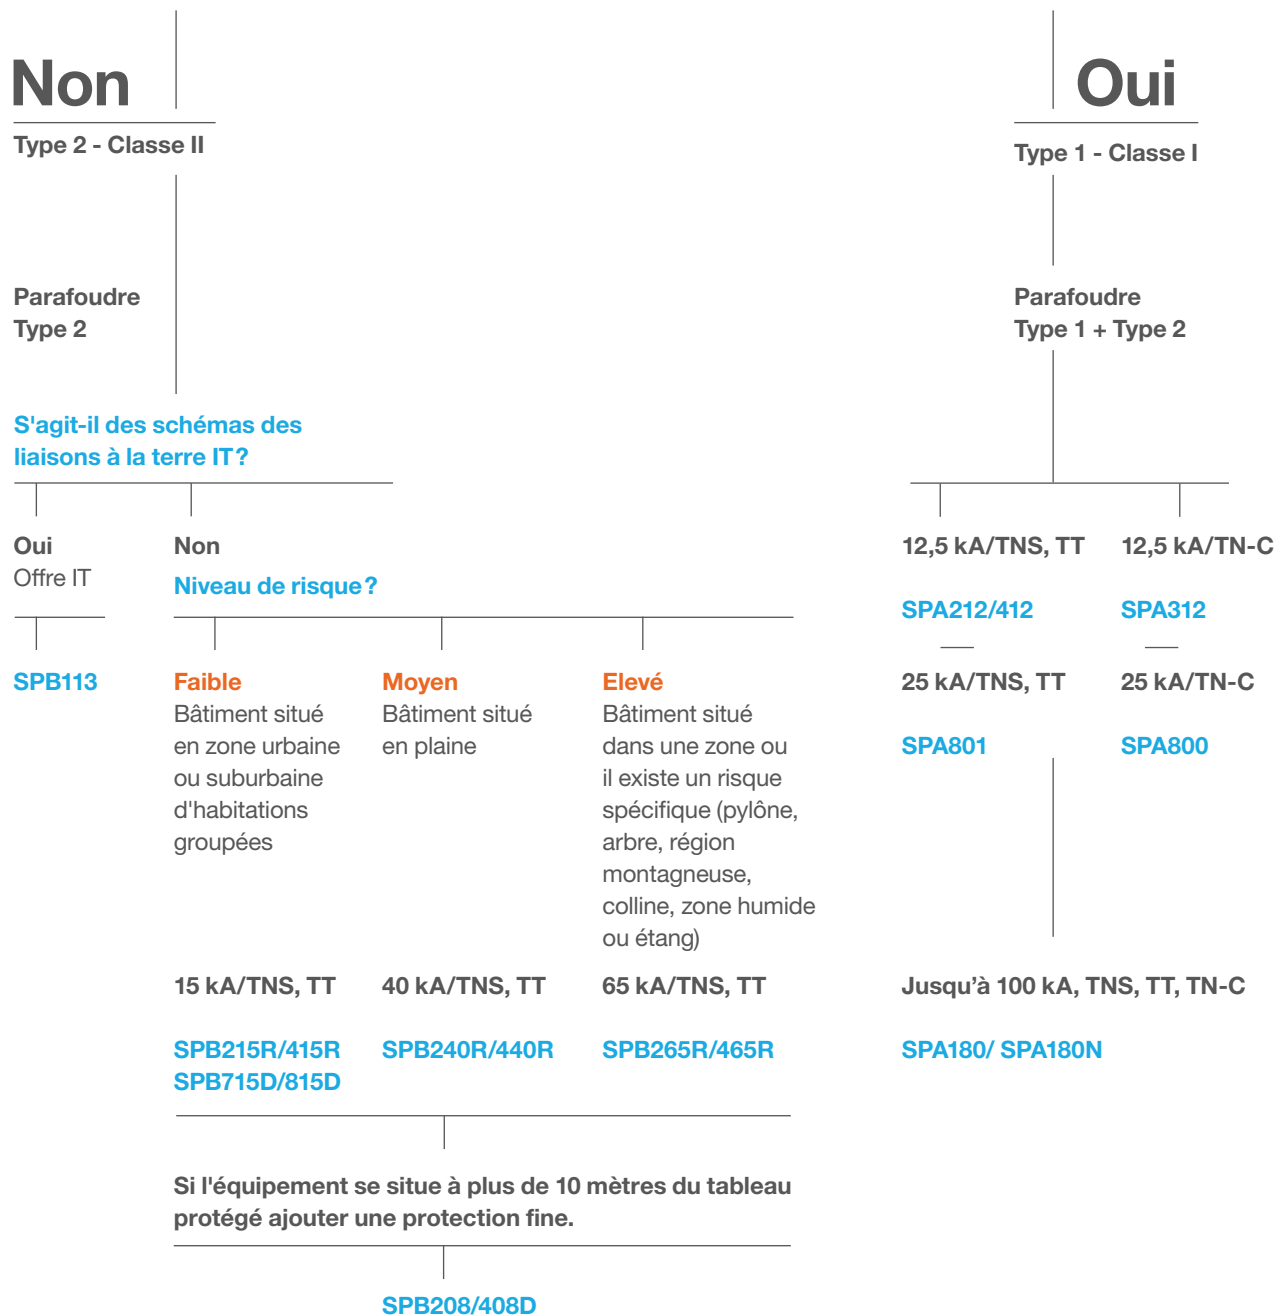 Non
Type 2 - Classe II
Parafoudre
Type 2
S'agit-il des schémas des
liaisons à la terre IT?
Oui
Offre IT
SPB113
Non
Niveau de risque?
Faible
Bâtiment situé
en zone urbaine
ou suburbaine
d'habitations
groupées
15 kA/TNS, TT
SPB215R/415R
SPB715D/815D
Moyen
Bâtiment situé
en plaine
40 kA/TNS, TT
SPB240R/440R
Elevé
Bâtiment situé
dans une zone ou
il existe un risque
spécifique (pylône,
arbre, région
montagneuse,
colline, zone humide
ou étang)
65 kA/TNS, TT
SPB265R/465R
Si l'équipement se situe à plus de 10 mètres du tableau
protégé ajouter une protection fine.
SPB208/408D
Oui
Type 1 - Classe I
Parafoudre
Type 1 + Type 2
12,5 kA/TNS, TT
SPA212/412
25 kA/TNS, TT
SPA801
12,5 kA/TN-C
SPA312
25 kA/TN-C
SPA800
Jusqu’à 100 kA, TNS, TT, TN-C
SPA180/ SPA180N